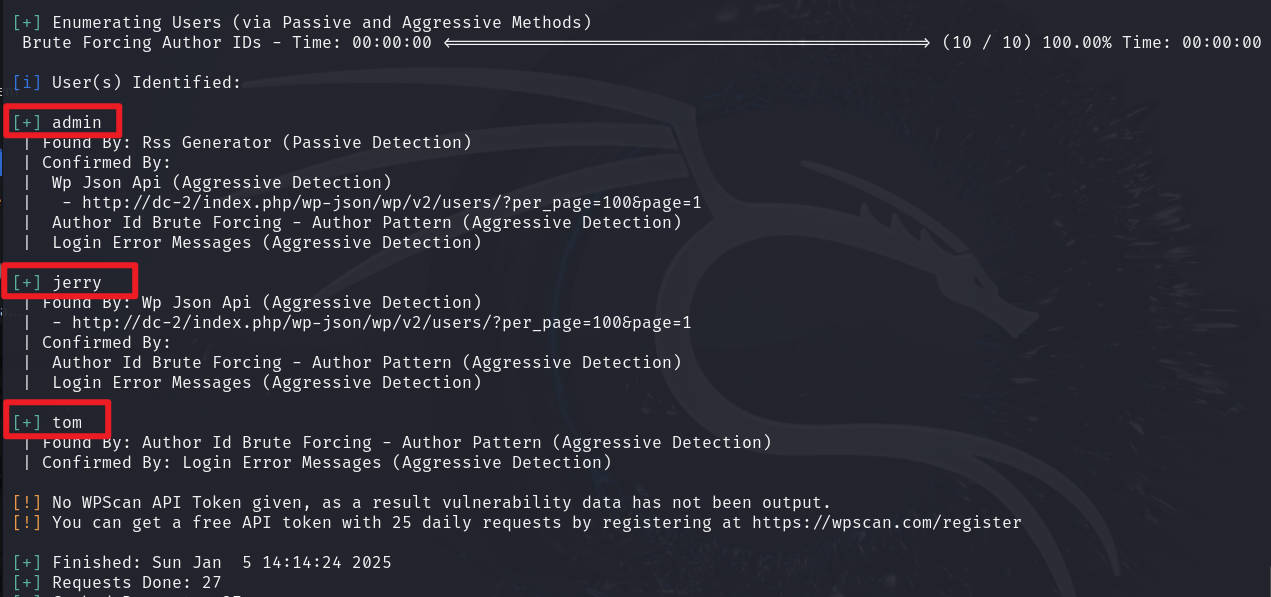 [+] Enumerating Users (via Passive and Aggressive Methods)
Brute Forcing Author IDs - Time: 00:00:00 <==================================================> (10 / 10) 100.00% Time: 00:00:00
[i] User(s) Identified:
[+] admin
| Found By: Rss Generator (Passive Detection)
| Confirmed By:
|  Wp Json Api (Aggressive Detection)
|   - http://dc-2/index.php/wp-json/wp/v2/users/?per_page=100&page=1
|  Author Id Brute Forcing - Author Pattern (Aggressive Detection)
|  Login Error Messages (Aggressive Detection)
[+] jerry
| Found By: Wp Json Api (Aggressive Detection)
|  - http://dc-2/index.php/wp-json/wp/v2/users/?per_page=100&page=1
| Confirmed By:
|  Author Id Brute Forcing - Author Pattern (Aggressive Detection)
|  Login Error Messages (Aggressive Detection)
[+] tom
| Found By: Author Id Brute Forcing - Author Pattern (Aggressive Detection)
| Confirmed By: Login Error Messages (Aggressive Detection)
[!] No WPScan API Token given, as a result vulnerability data has not been output.
[!] You can get a free API token with 25 daily requests by registering at https://wpscan.com/register
[+] Finished: Sun Jan  5 14:14:24 2025
[+] Requests Done: 27